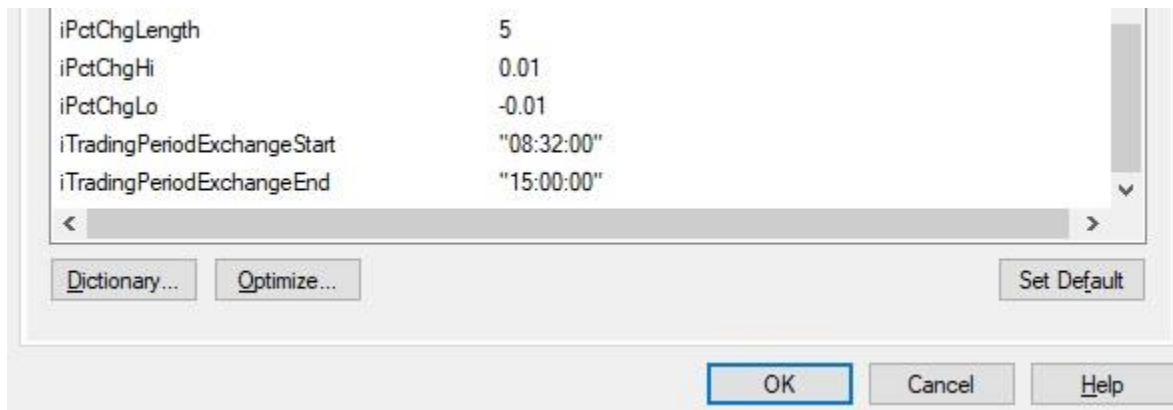 iPctChgLength 5
iPctChgHi 0.01
iPctChgLo -0.01
iTradingPeriodExchangeStart "08:32:00"
iTradingPeriodExchangeEnd "15:00:00"
Dictionary... Optimize... Set Default
OK Cancel Help